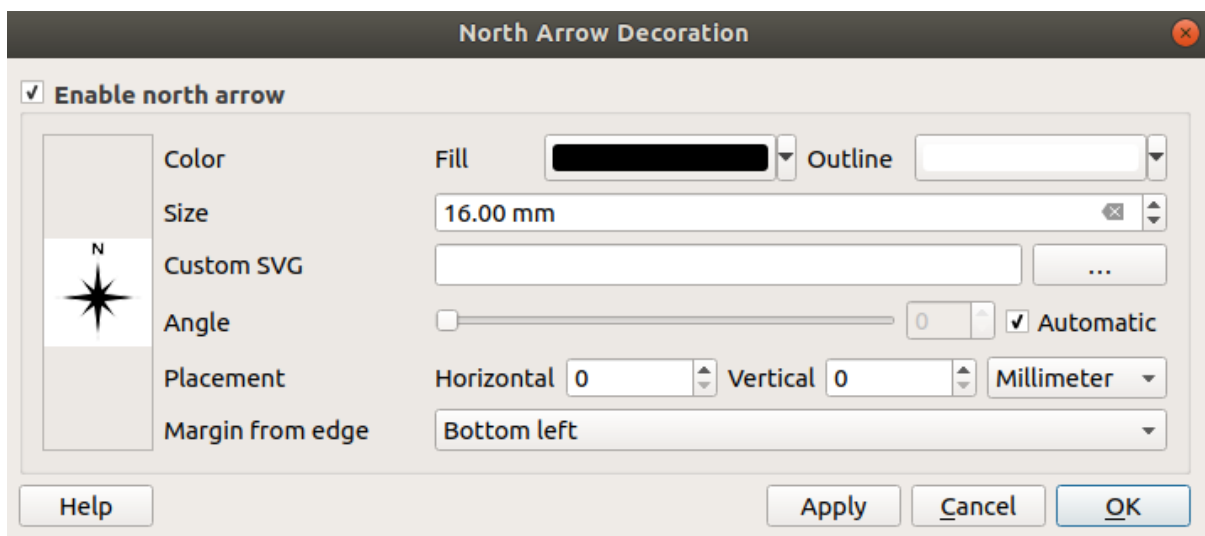 North Arrow Decoration
Enable north arrow
Color Fill Outline
Size 16.00 mm
N
Custom SVG ...
Angle 0 Automatic
Placement Horizontal 0 Vertical 0 Millimeter
Margin from edge Bottom left
Help Apply Cancel OK